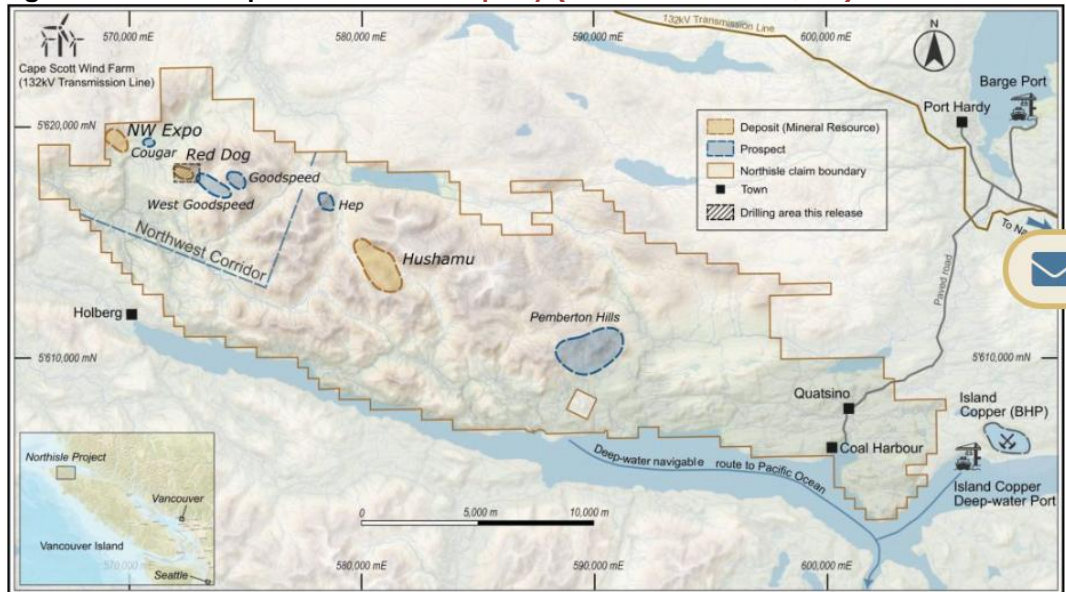 570,000 mE
580,000 mE
132kV Transmission Line
590,000 mE
600,000 mE
N
Cape Scott Wind Farm
(132kV Transmission Line)
Barge Port
Port Hardy
5'620,000 mN
NW Expo
Cougar
Red Dog
Goodspeed
West Goodspeed
Hep
Deposit (Mineral Resource)
Prospect
Northisle claim boundary
Town
Drilling area this release
To Na
Northwest Corridor
Hushamu
Paved road
Holberg
Pemberton Hills
5'610,000 mN
5'610,000 mN
Quatsino
Island
Copper (BHP)
Coal Harbour
Deep-water navigable route to Pacific Ocean
Island Copper
Deep-water Port
Northisle Project
Vancouver
Vancouver Island
Seattle
0
5,000 m
10,000 m
570,000 mE
580,000 mE
590,000 mE
600,000 mE